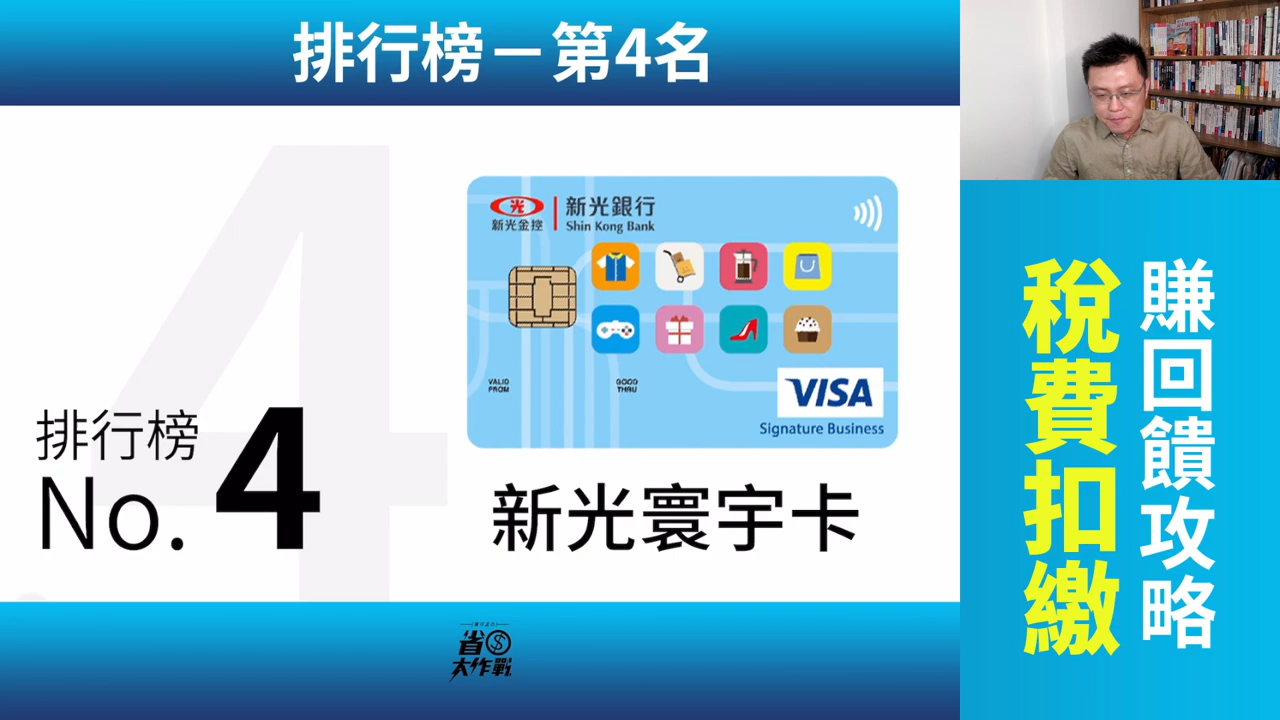 排行榜－第4名
新光金控
新光銀行
Shin Kong Bank
VALID
FROM
GOOD
THRU
VISA
Signature Business
排行榜
No. 4
新光寰宇卡
省
大作戰
賺回饋攻略
稅費扣繳